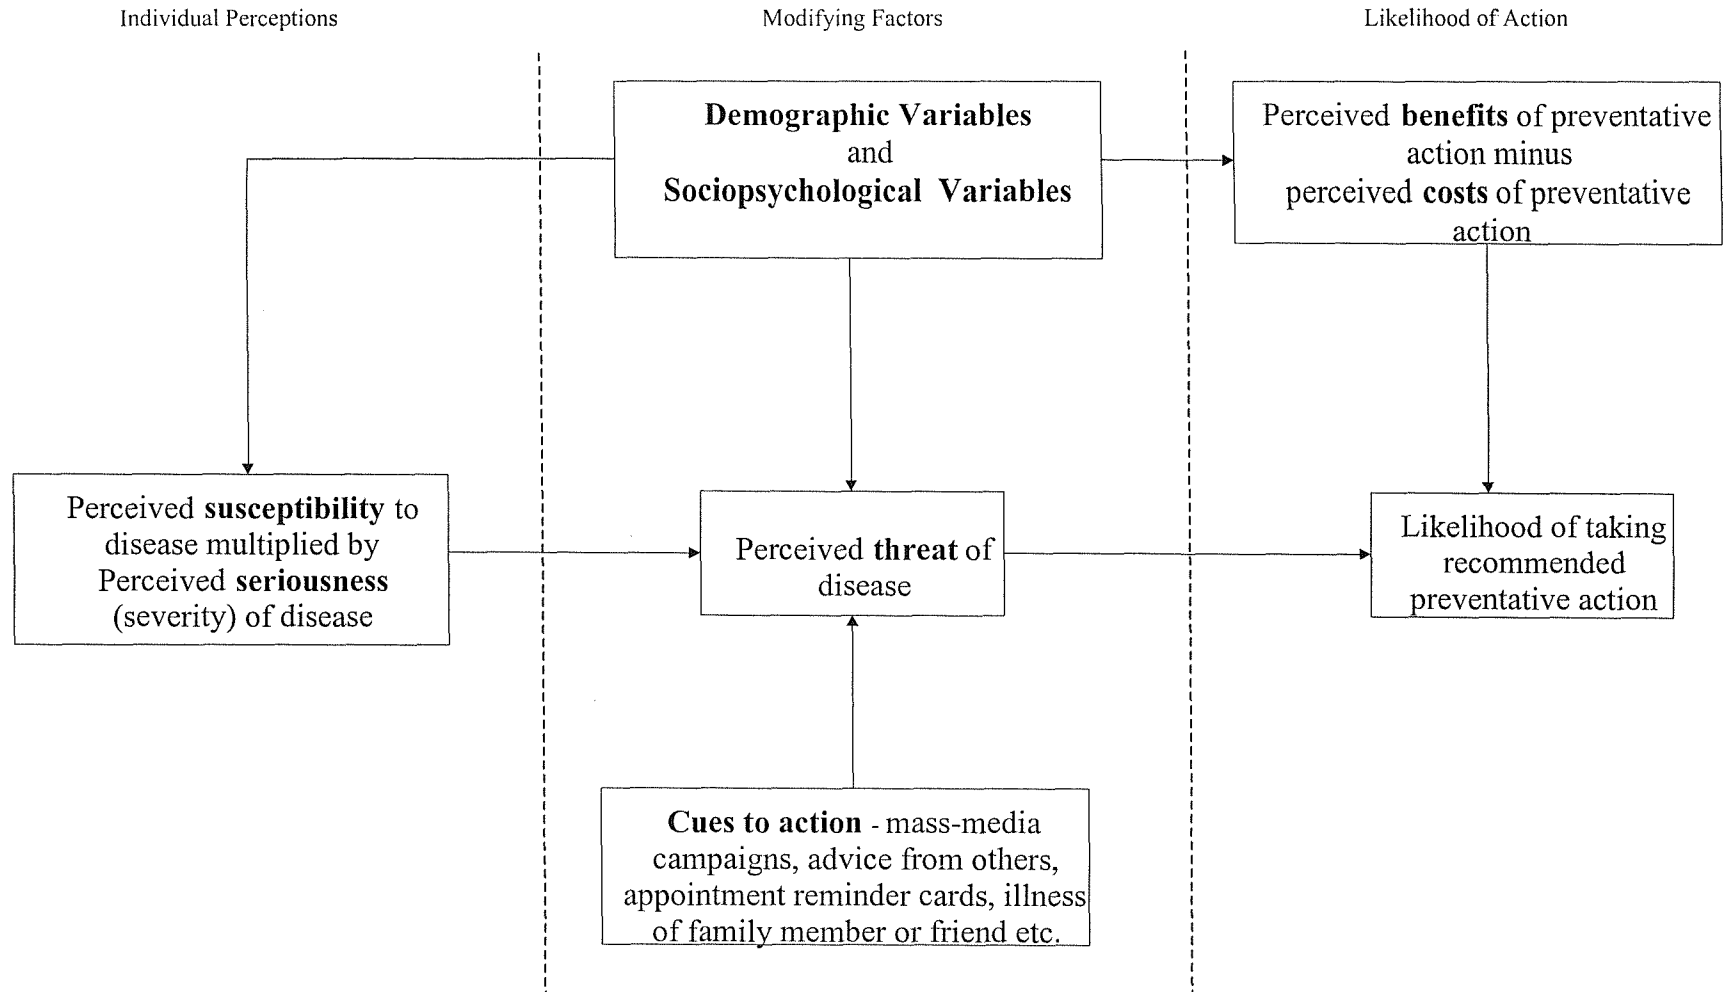 Individual Perceptions
Modifying Factors
Likelihood of Action
Demographic Variables
and
Sociopsychological Variables
Perceived benefits of preventative
action minus
perceived costs of preventative
action
Perceived susceptibility to
disease multiplied by
Perceived seriousness
(severity) of disease
Perceived threat of
disease
Likelihood of taking
recommended
preventative action
Cues to action - mass-media
campaigns, advice from others,
appointment reminder cards, illness
of family member or friend etc.